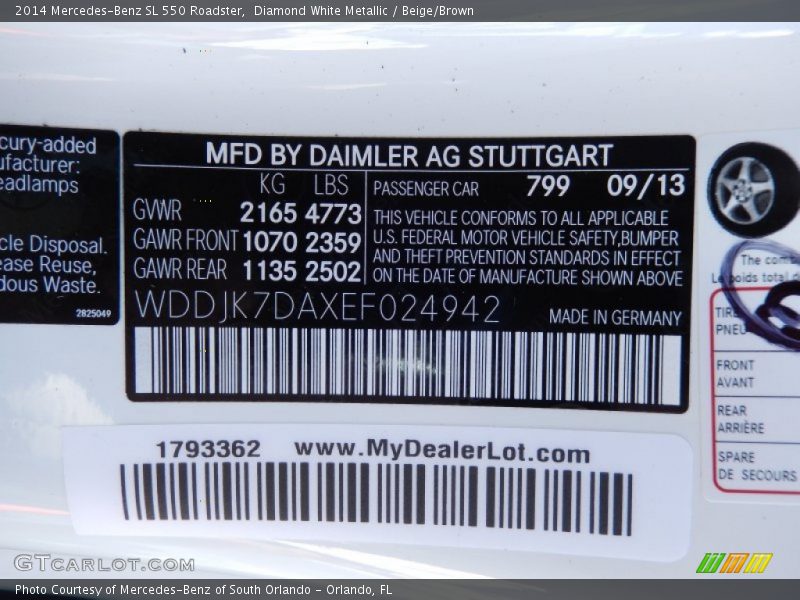 2014 Mercedes-Benz SL 550 Roadster, Diamond White Metallic / Beige/Brown
cury-added
ufacturer:
eadlamps
cle Disposal.
ease Reuse,
dous Waste.
2825049
MFD BY DAIMLER AG STUTTGART
KG LBS
GVWR 2165 4773
GAWR FRONT 1070 2359
GAWR REAR 1135 2502
PASSENGER CAR 799 09/13
THIS VEHICLE CONFORMS TO ALL APPLICABLE
U.S. FEDERAL MOTOR VEHICLE SAFETY,BUMPER
AND THEFT PREVENTION STANDARDS IN EFFECT
ON THE DATE OF MANUFACTURE SHOWN ABOVE
WDDJK7DAXEF024942
MADE IN GERMANY
The comb
Le poids total d
TIRE
PNEU
FRONT
AVANT
REAR
ARRIÈRE
SPARE
DE SECOURS
1793362 www.MyDealerLot.com
GTCARLOT.COM
Photo Courtesy of Mercedes-Benz of South Orlando - Orlando, FL